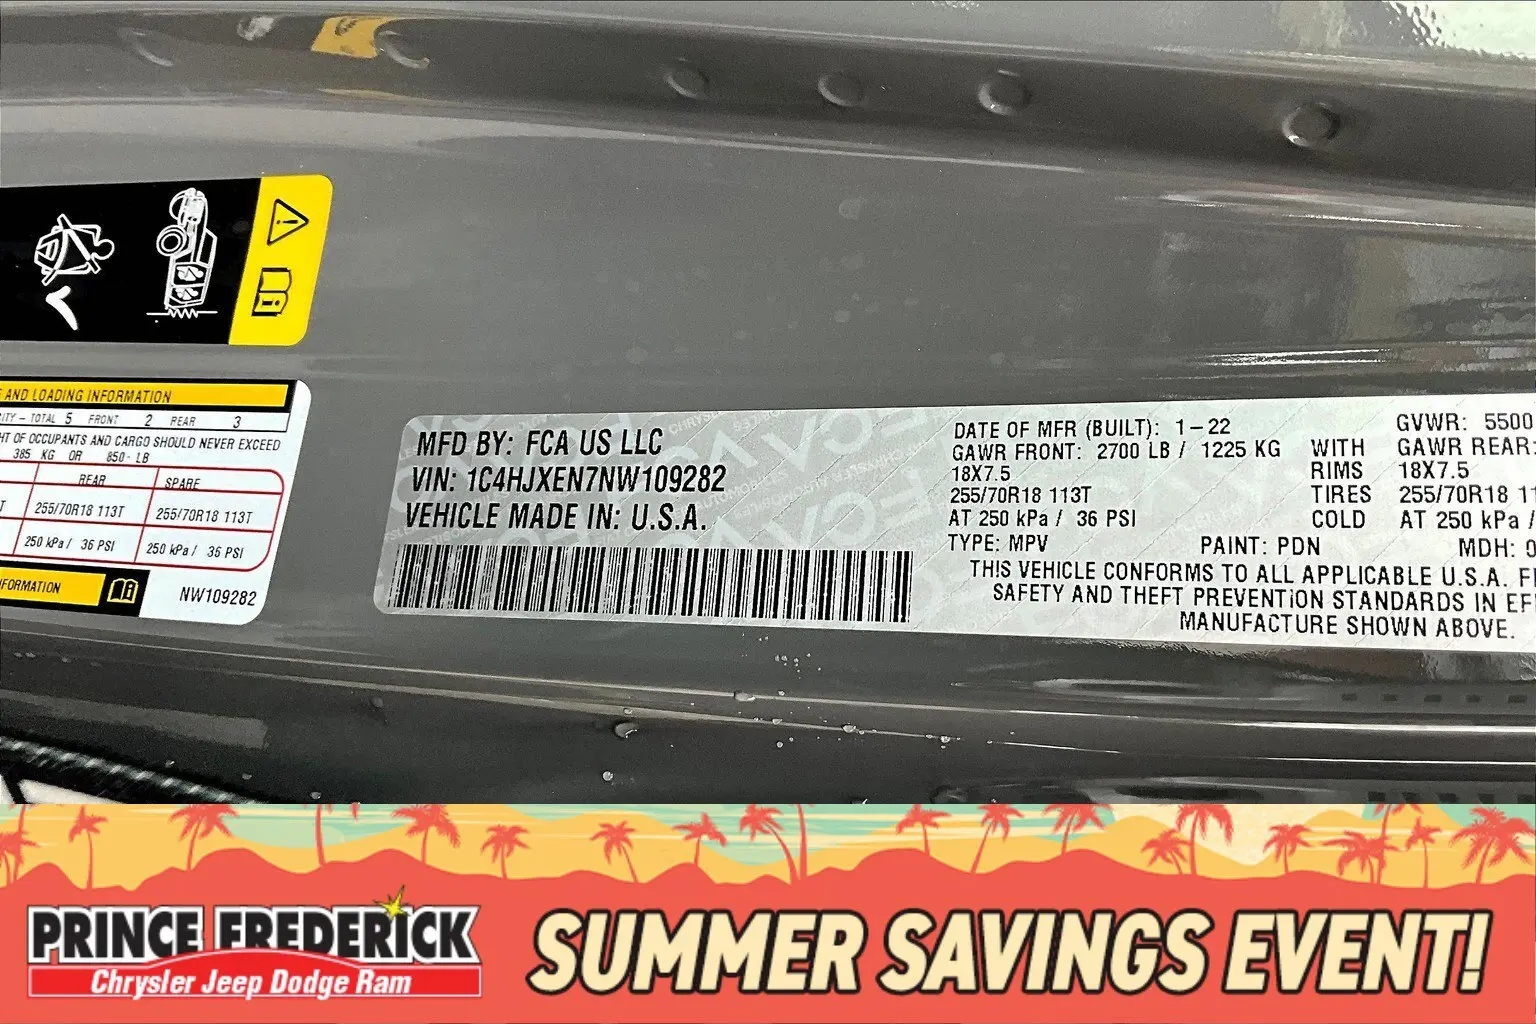 AND LOADING INFORMATION
TOTAL 5 FRONT 2 REAR 3
OF OCCUPANTS AND CARGO SHOULD NEVER EXCEED
385 KG OR 850 LB
REAR SPARE
255/70R18 113T 255/70R18 113T
250 kPa / 36 PSI 250 kPa / 36 PSI
NW109282
MFD BY: FCA US LLC
VIN: 1C4HJXEN7NW109282
VEHICLE MADE IN: U.S.A.
DATE OF MFR (BUILT): 1-22 GVWR: 5500
GAWR FRONT: 2700 LB / 1225 KG WITH GAWR REAR:
18X7.5 RIMS 18X7.5
255/70R18 113T TIRES 255/70R18
AT 250 kPa / 36 PSI COLD AT 250 kPa /
TYPE: MPV PAINT: PDN MDH:
THIS VEHICLE CONFORMS TO ALL APPLICABLE U.S.A.
SAFETY AND THEFT PREVENTION STANDARDS IN
MANUFACTURE SHOWN ABOVE.
PRINCE FREDERICK
Chrysler Jeep Dodge Ram
SUMMER SAVINGS EVENT!